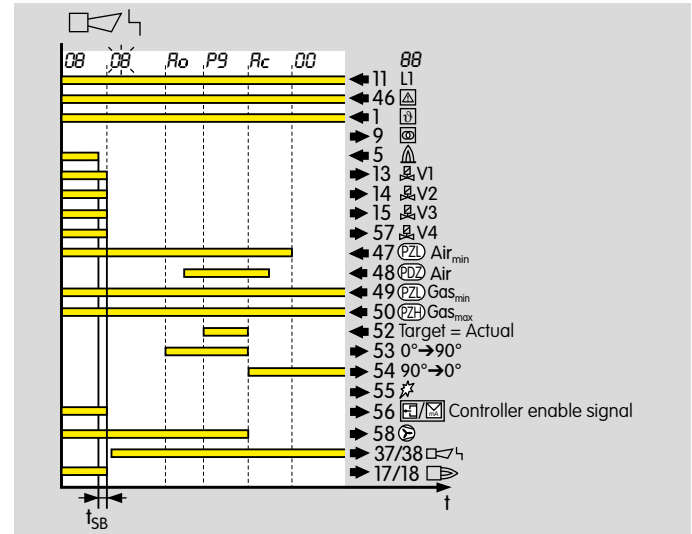 08 08 Ao P9 Ac 00 88
11 L1
46
1 ϑ
9
5
13 V1
14 V2
15 V3
57 V4
47 PZL Airmin
48 PDZ Air
49 PZL Gasmin
50 PZH Gasmax
52 Target = Actual
53 0°➔90°
54 90°➔0°
55
56 / mA Controller enable signal
58
37/38
17/18
tSB
t